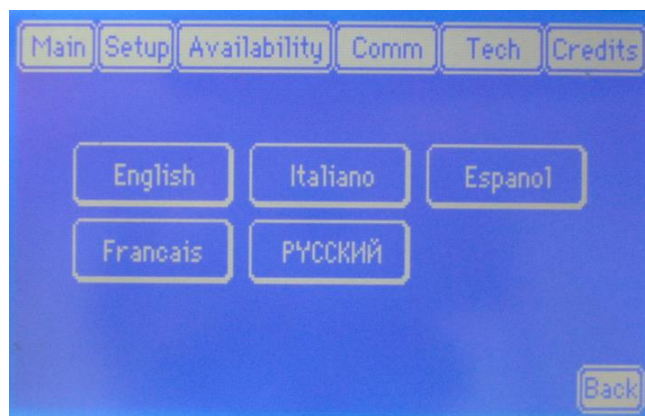 Main Setup Availability Comm Tech Credits
English Italiano Espanol
Francais РУССКИЙ
Back